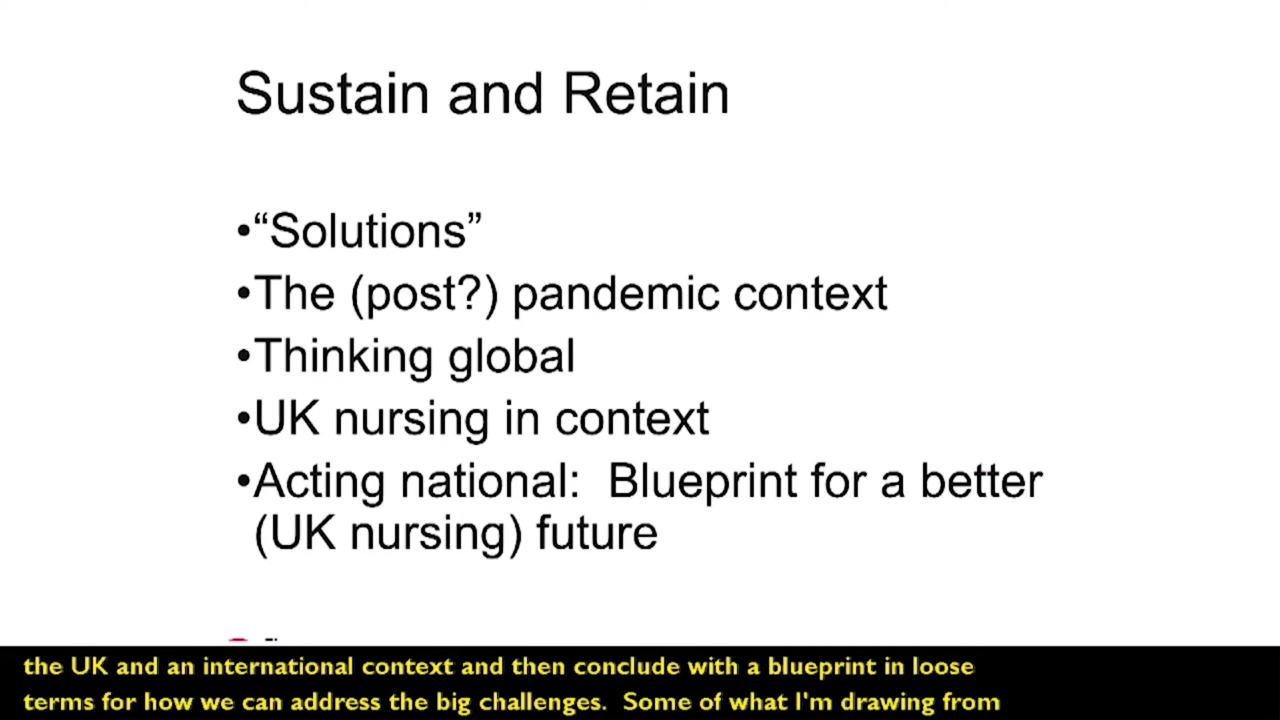 Sustain and Retain
•“Solutions”
•The (post?) pandemic context
•Thinking global
•UK nursing in context
•Acting national:  Blueprint for a better
(UK nursing) future
the UK and an international context and then conclude with a blueprint in loose
terms for how we can address the big challenges.  Some of what I'm drawing from